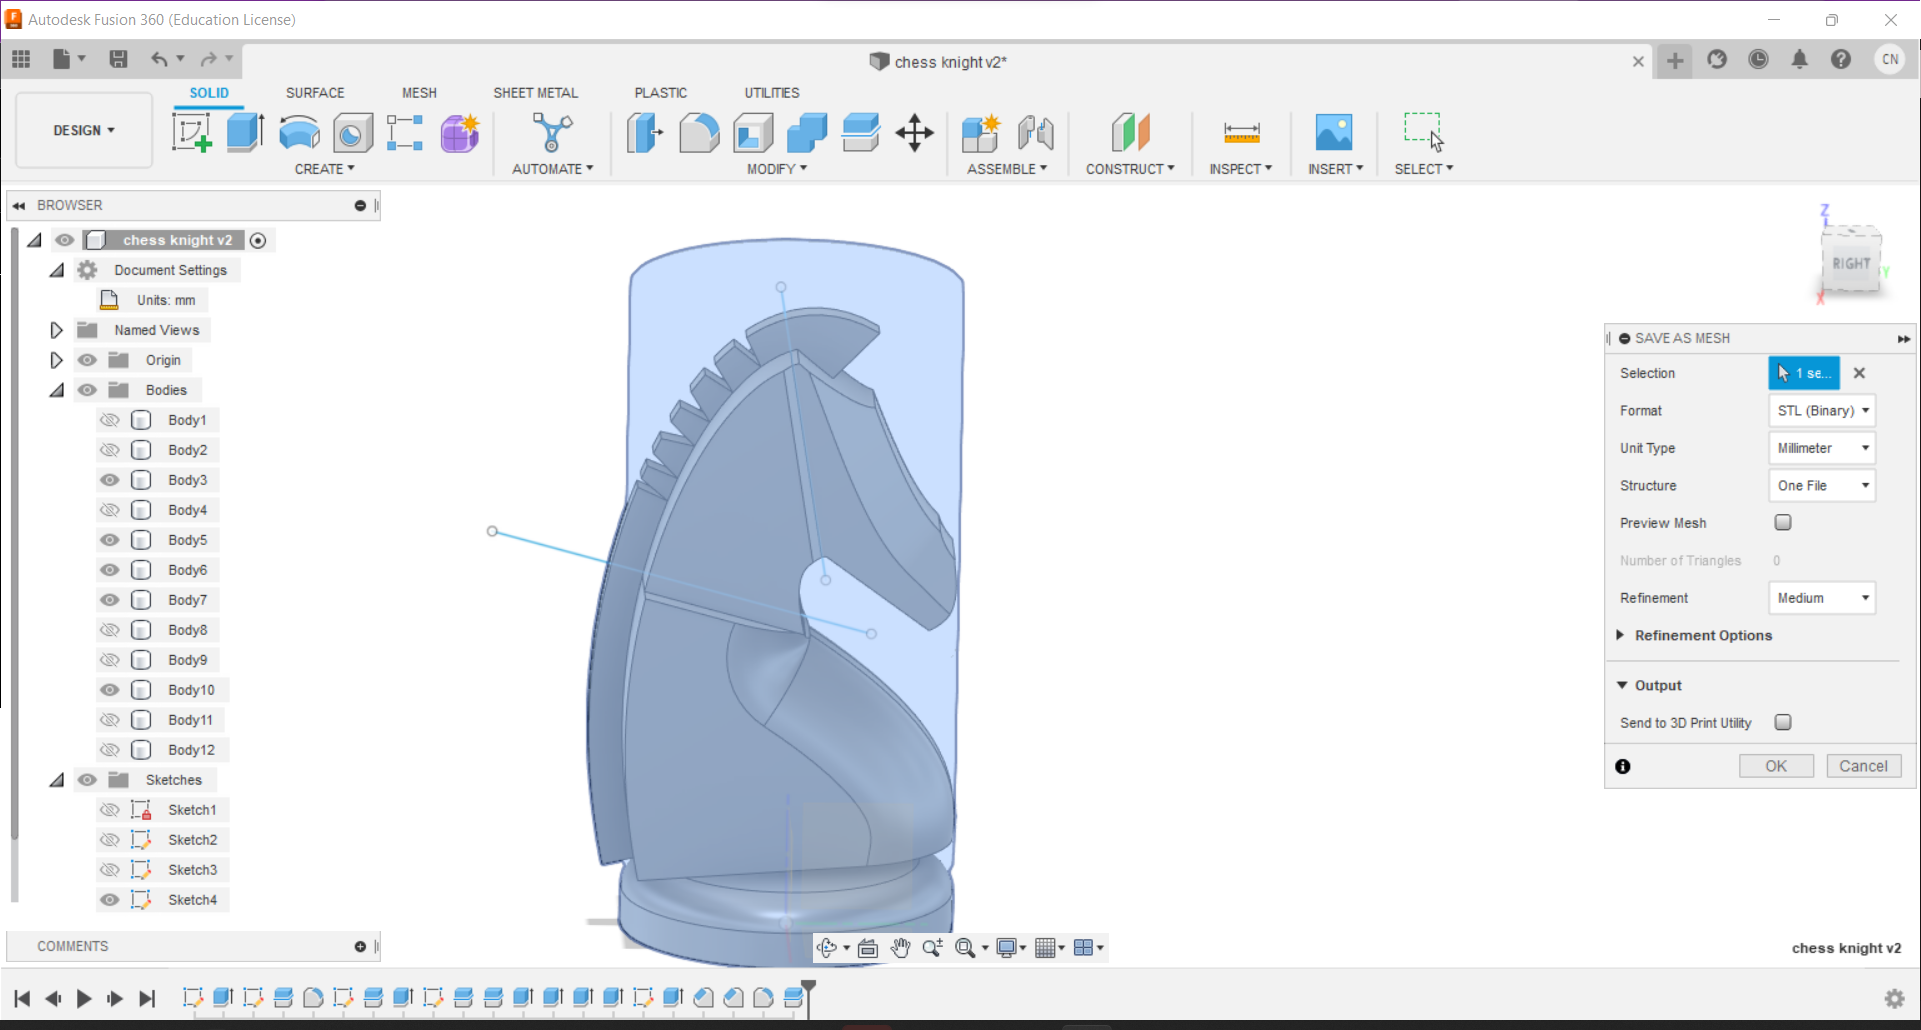 Autodesk Fusion 360 (Education License)
chess knight v2*
CN
SOLID SURFACE MESH SHEET METAL PLASTIC UTILITIES
DESIGN
CREATE AUTOMATE MODIFY ASSEMBLE CONSTRUCT INSPECT INSERT SELECT
BROWSER
chess knight v2
Document Settings
Units: mm
Named Views
Origin
Bodies
Body1
Body2
Body3
Body4
Body5
Body6
Body7
Body8
Body9
Body10
Body11
Body12
Sketches
Sketch1
Sketch2
Sketch3
Sketch4
COMMENTS
Z
RIGHT
Y
X
SAVE AS MESH
Selection 1 se...
Format STL (Binary)
Unit Type Millimeter
Structure One File
Preview Mesh
Number of Triangles 0
Refinement Medium
Refinement Options
Output
Send to 3D Print Utility
OK Cancel
chess knight v2